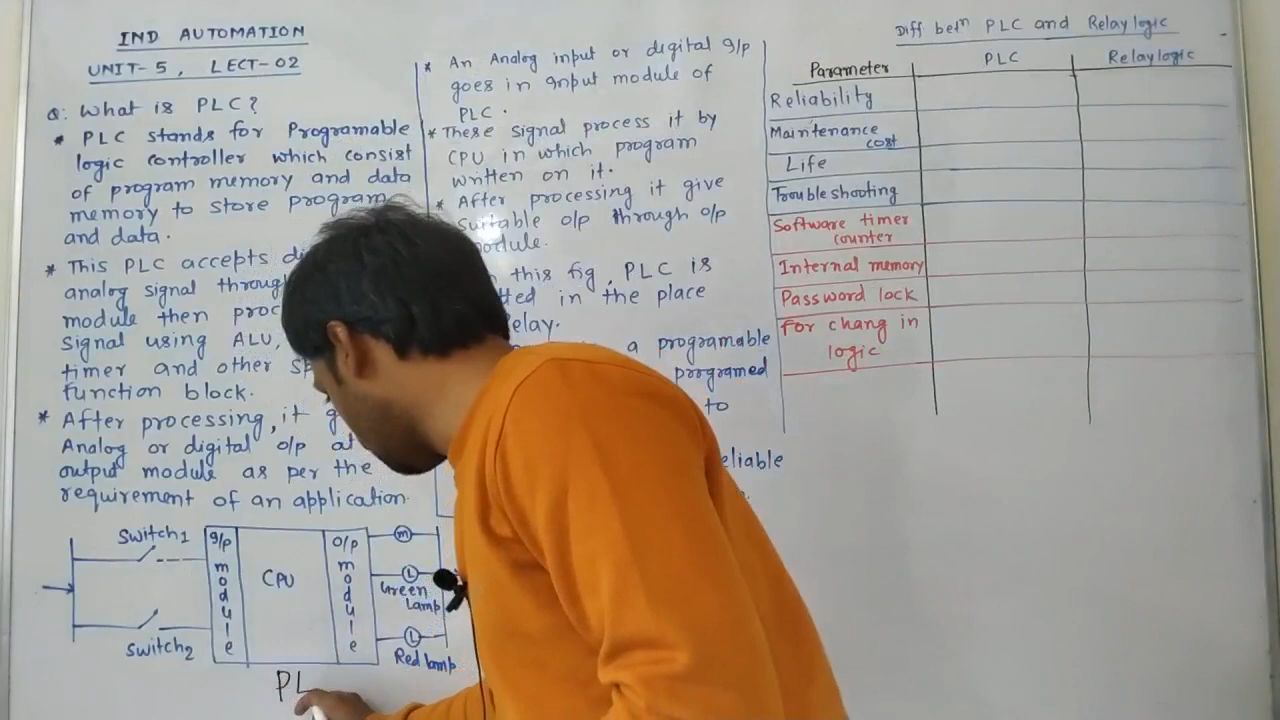 IND AUTOMATION
UNIT-5, LECT-02
Q: What is PLC?
* PLC stands for Programable
logic controller which consist
of program memory and data
memory to store program
and data.
* This PLC accepts
analog signal through
module then
signal using ALU,
timer and other
function block.
* After processing, it
Analog or digital o/p at
output module as per the
requirement of an application.
Switch1
Switch2
I/p
module
CPU
o/p
module
M
L
Green
Lamp
L
Red lamp
PL
* An Analog input or digital I/p
goes in Input module of
PLC.
* These signal process it by
CPU in which program
written on it.
* After processing it give
suitable o/p through o/p
module.
this fig, PLC is
in the place
relay.
a programable
programed
to
reliable
Diff betn PLC and Relay logic
Parameter PLC Relay logic
Reliability
Maintenance
cost
Life
Troubleshooting
Software timer
counter
Internal memory
Password lock
For chang in
logic